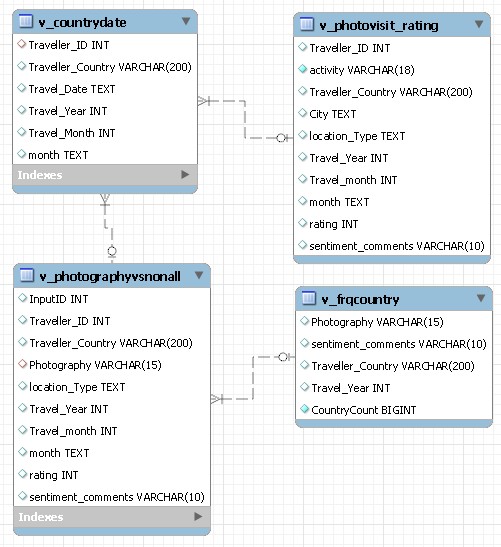 v_countrydate
Traveller_ID INT
Traveller_Country VARCHAR(200)
Travel_Date TEXT
Travel_Year INT
Travel_Month INT
month TEXT
Indexes
v_photovisit_rating
Traveller_ID INT
activity VARCHAR(18)
Traveller_Country VARCHAR(200)
City TEXT
location_Type TEXT
Travel_Year INT
Travel_month INT
month TEXT
rating INT
sentiment_comments VARCHAR(10)
v_photographyvsnonall
InputID INT
Traveller_ID INT
Traveller_Country VARCHAR(200)
Photography VARCHAR(15)
location_Type TEXT
Travel_Year INT
Travel_month INT
month TEXT
rating INT
sentiment_comments VARCHAR(10)
Indexes
v_frqcountry
Photography VARCHAR(15)
sentiment_comments VARCHAR(10)
Traveller_Country VARCHAR(200)
Travel_Year INT
CountryCount BIGINT